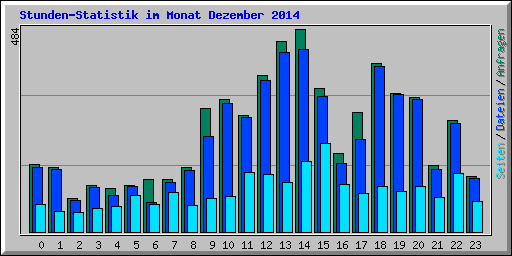 Stunden-Statistik im Monat Dezember 2014
484
Seiten / Dateien / Anfragen
0 1 2 3 4 5 6 7 8 9 10 11 12 13 14 15 16 17 18 19 20 21 22 23